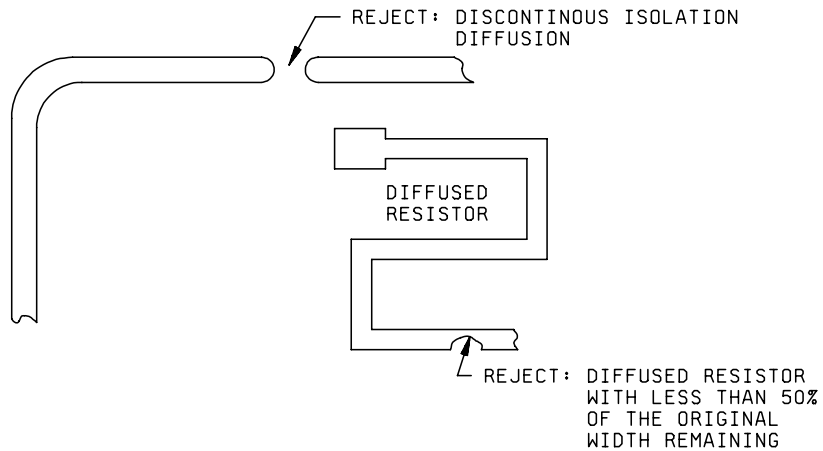 REJECT: DISCONTINOUS ISOLATION
DIFFUSION
DIFFUSED
RESISTOR
REJECT: DIFFUSED RESISTOR
WITH LESS THAN 50%
OF THE ORIGINAL
WIDTH REMAINING